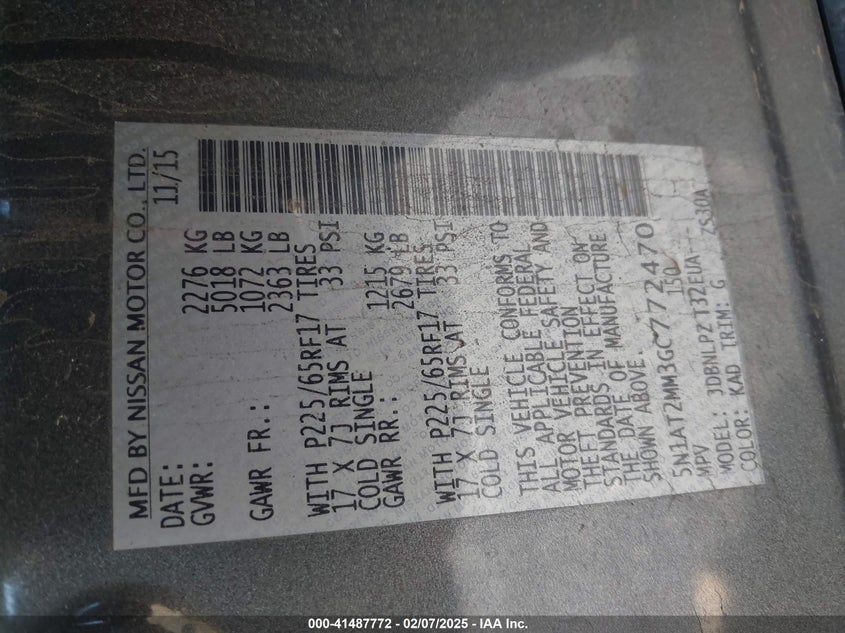 MFD BY NISSAN MOTOR CO., LTD.
DATE: 11/15
GVWR: 2276 KG
5018 LB
GAWR FR.: 1072 KG
2363 LB
WITH P225/65RF17 TIRES
17 X 7J RIMS AT 33 PSI
COLD SINGLE
GAWR RR.: 1215 KG
2679 LB
WITH P225/65RF17 TIRES
17 X 7J RIMS AT 33 PSI
COLD SINGLE
THIS VEHICLE CONFORMS TO
ALL APPLICABLE FEDERAL
MOTOR VEHICLE SAFETY AND
THEFT PREVENTION
STANDARDS IN EFFECT ON
THE DATE OF MANUFACTURE
SHOWN ABOVE.
5N1AT2MM3GC772470
MPV 150
MODEL: JDBNLPZT32EUA ZS30A
COLOR: KAD TRIM: G
000-41487772 - 02/07/2025 - IAA Inc.